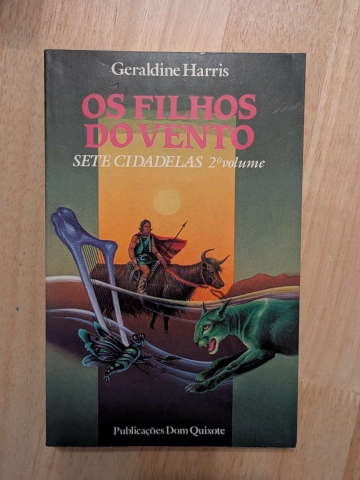 Geraldine Harris
OS FILHOS
DO VENTO
SETE CIDADELAS 2º volume
Publicações Dom Quixote